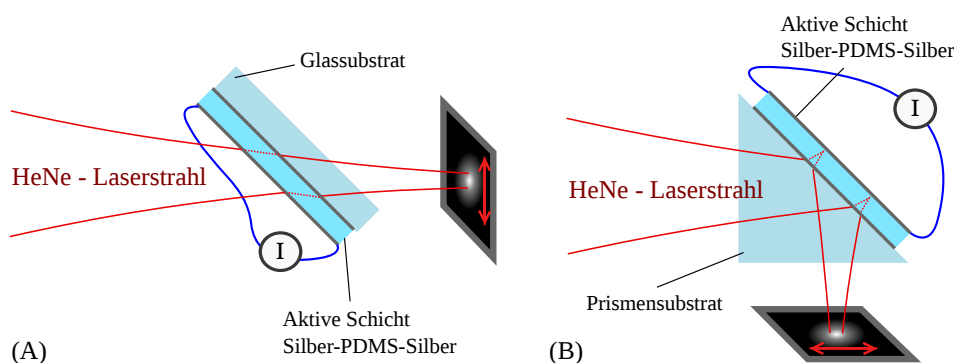 Glassubstrat
HeNe - Laserstrahl
I
Aktive Schicht
Silber-PDMS-Silber
(A)
Aktive Schicht
Silber-PDMS-Silber
I
HeNe - Laserstrahl
Prismensubstrat
(B)